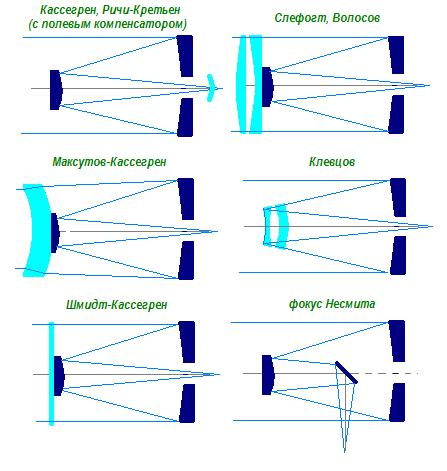 Кассегрен, Ричи-Кретьен
(с полевым компенсатором)
Слефогт, Волосов
Максутов-Кассегрен
Клевцов
Шмидт-Кассегрен
фокус Несмита